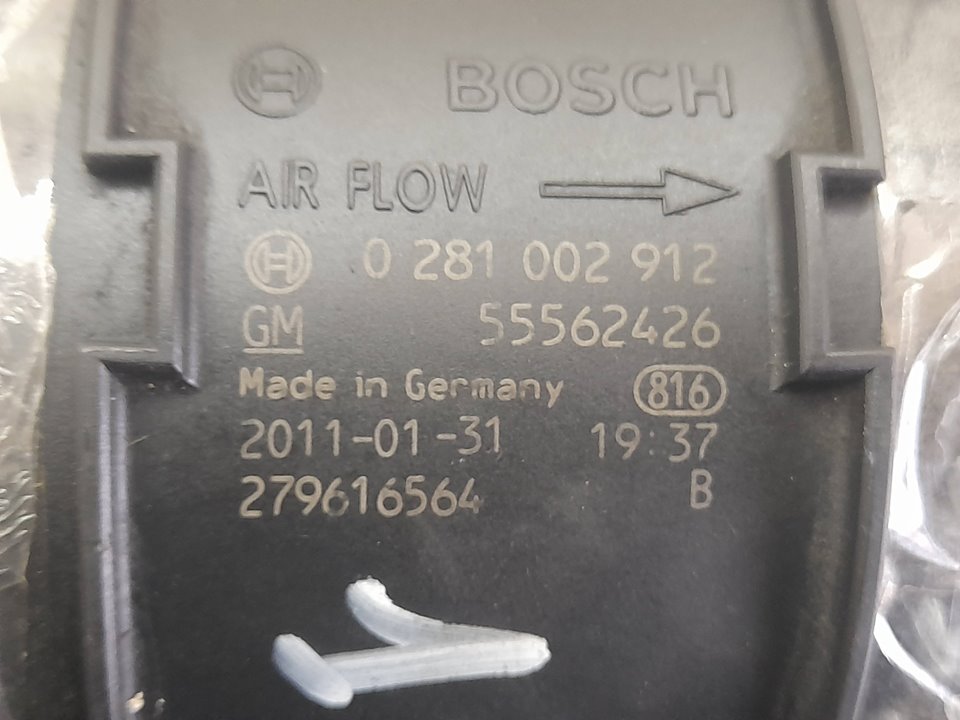 BOSCH
AIR FLOW
0 281 002 912
GM 55562426
Made in Germany 816
2011-01-31 19:37
279616564 B
1